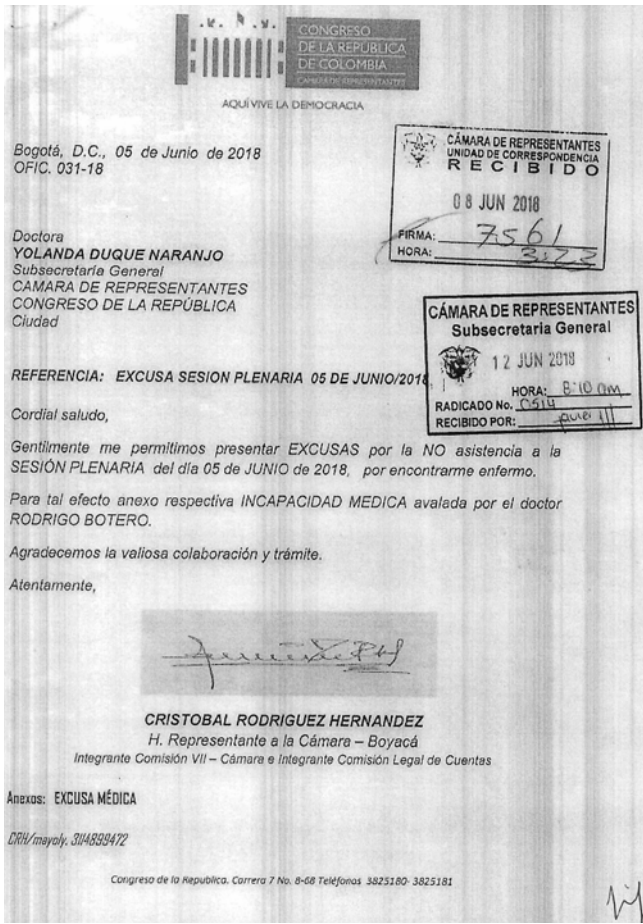 CONGRESO
DE LA REPÚBLICA
DE COLOMBIA
CÁMARA DE REPRESENTANTES
AQUÍ VIVE LA DEMOCRACIA
Bogotá, D.C., 05 de Junio de 2018
OFIC. 031-18
CÁMARA DE REPRESENTANTES
UNIDAD DE CORRESPONDENCIA
RECIBIDO
08 JUN 2018
FIRMA: 7561
HORA: 3:22
Doctora
YOLANDA DUQUE NARANJO
Subsecretaria General
CAMARA DE REPRESENTANTES
CONGRESO DE LA REPÚBLICA
Ciudad
CÁMARA DE REPRESENTANTES
Subsecretaria General
12 JUN 2018
HORA: 8:10 am
RADICADO No. 0514
RECIBIDO POR:
REFERENCIA: EXCUSA SESION PLENARIA 05 DE JUNIO/2018
Cordial saludo,
Gentilmente me permitimos presentar EXCUSAS por la NO asistencia a la
SESIÓN PLENARIA del día 05 de JUNIO de 2018, por encontrarme enfermo.
Para tal efecto anexo respectiva INCAPACIDAD MEDICA avalada por el doctor
RODRIGO BOTERO.
Agradecemos la valiosa colaboración y trámite.
Atentamente,
CRISTOBAL RODRIGUEZ HERNANDEZ
H. Representante a la Cámara – Boyacá
Integrante Comisión VII – Cámara e Integrante Comisión Legal de Cuentas
Anexos: EXCUSA MÉDICA
CRH/mayoly. 3114899472
Congreso de la Republica. Carrera 7 No. 8-68 Teléfonos 3825180- 3825181